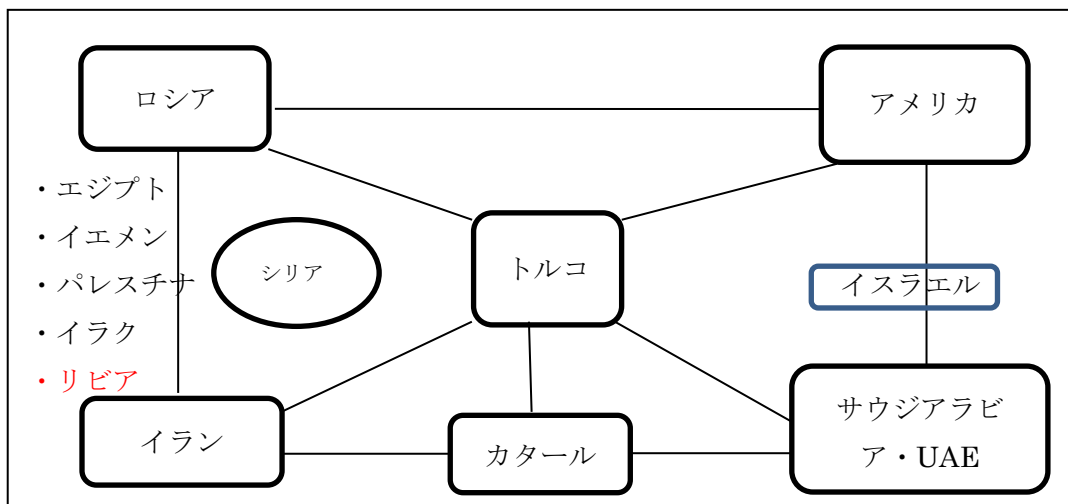 ロシア
アメリカ
・エジプト
・イエメン
・パレスチナ
・イラク
・リビア
シリア
トルコ
イスラエル
イラン
カタール
サウジアラビ
ア・UAE